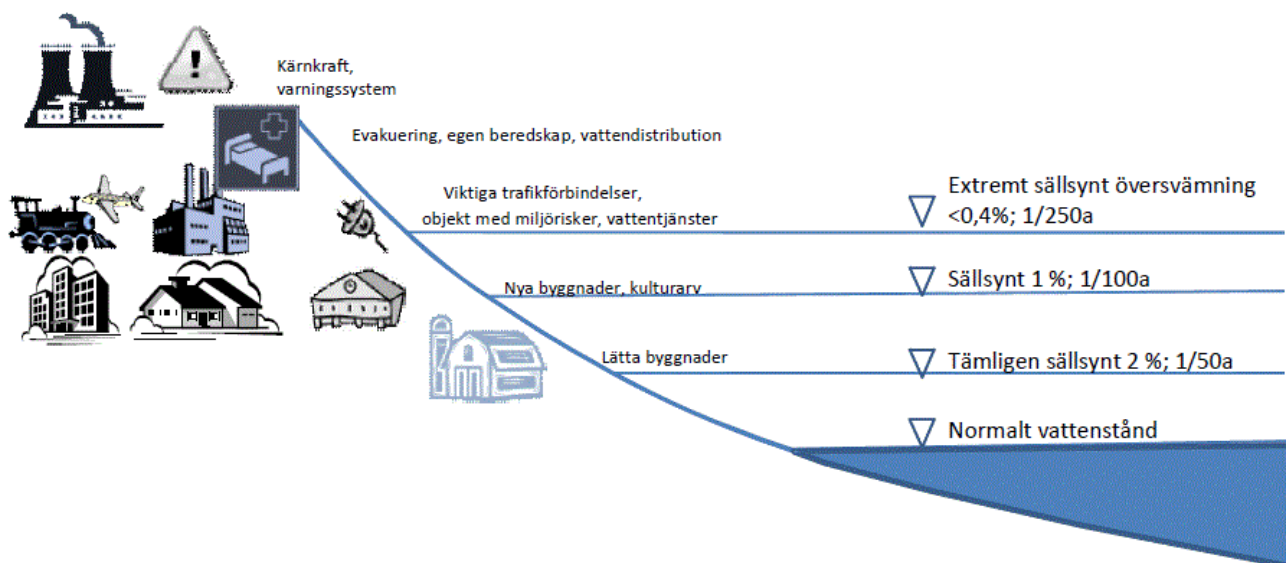 Kärnkraft,
varningssystem
Evakuering, egen beredskap, vattendistribution
Viktiga trafikförbindelser,
objekt med miljörisker, vattentjänster
Extremt sällsynt översvämning
<0,4%; 1/250a
Nya byggnader, kulturarv
Sällsynt 1 %; 1/100a
Lätta byggnader
Tämligen sällsynt 2 %; 1/50a
Normalt vattenstånd